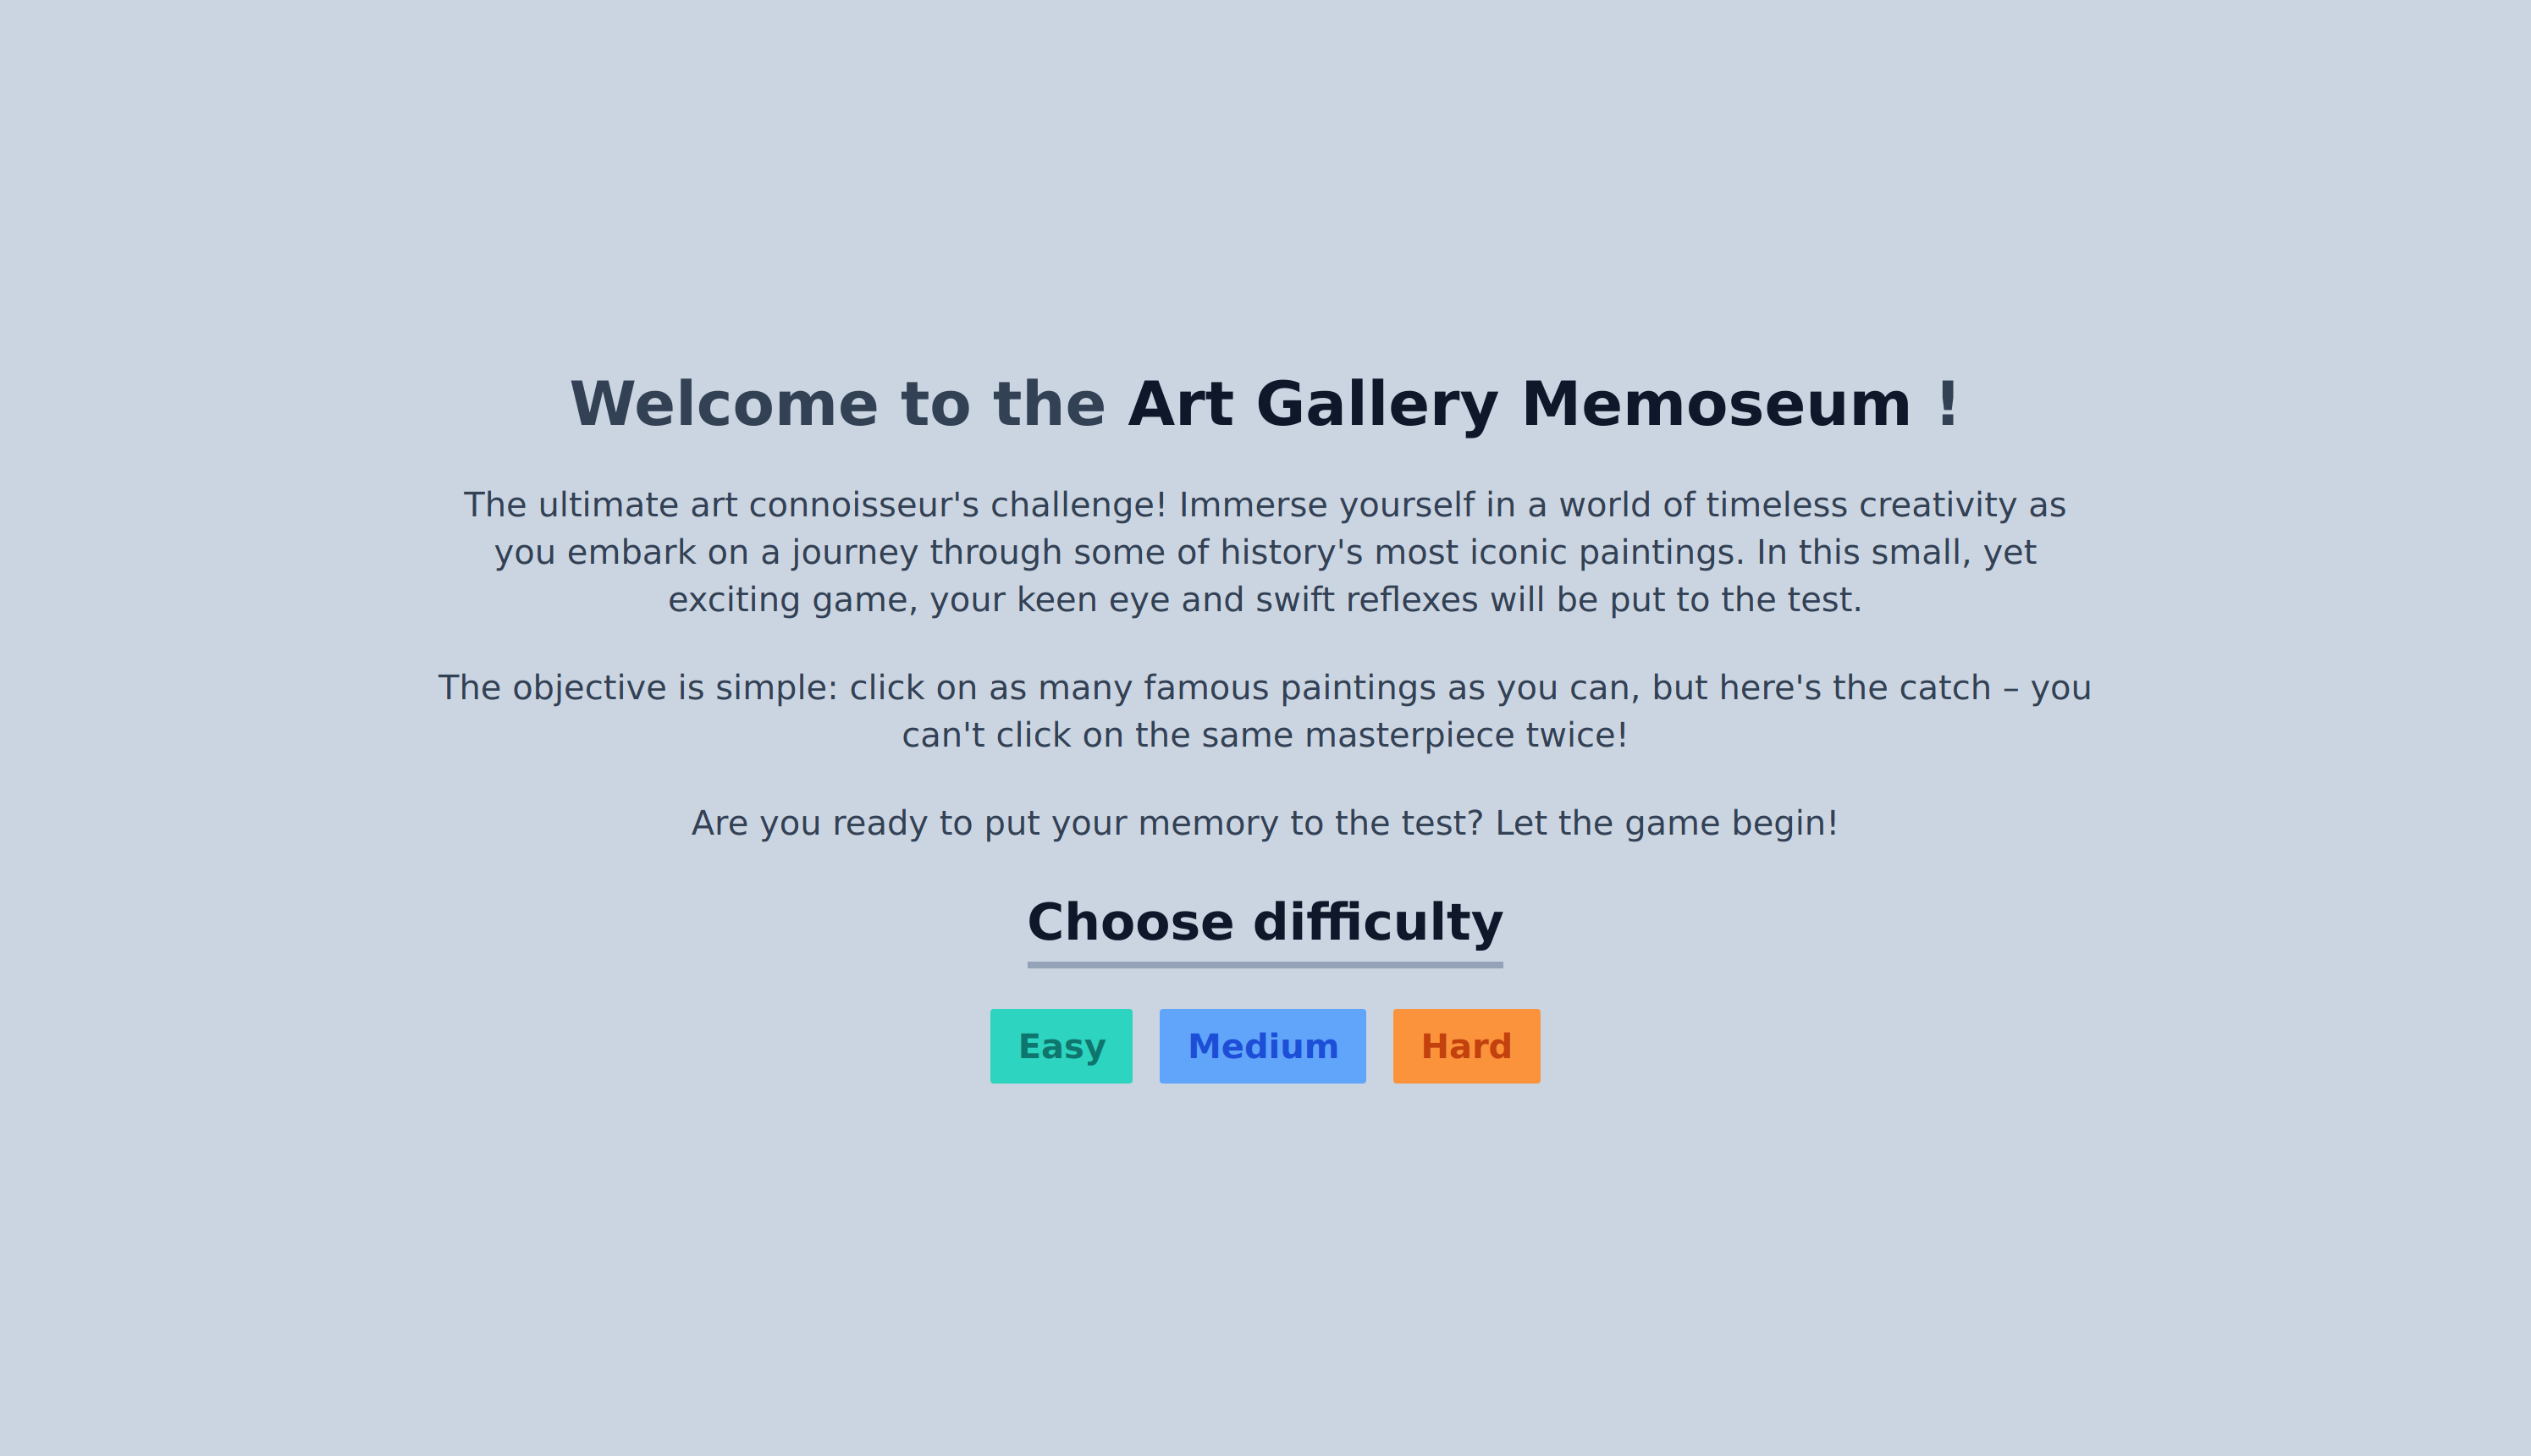 Welcome to the Art Gallery Memoseum !
The ultimate art connoisseur's challenge! Immerse yourself in a world of timeless creativity as
you embark on a journey through some of history's most iconic paintings. In this small, yet
exciting game, your keen eye and swift reflexes will be put to the test.
The objective is simple: click on as many famous paintings as you can, but here's the catch – you
can't click on the same masterpiece twice!
Are you ready to put your memory to the test? Let the game begin!
Choose difficulty
Easy Medium Hard